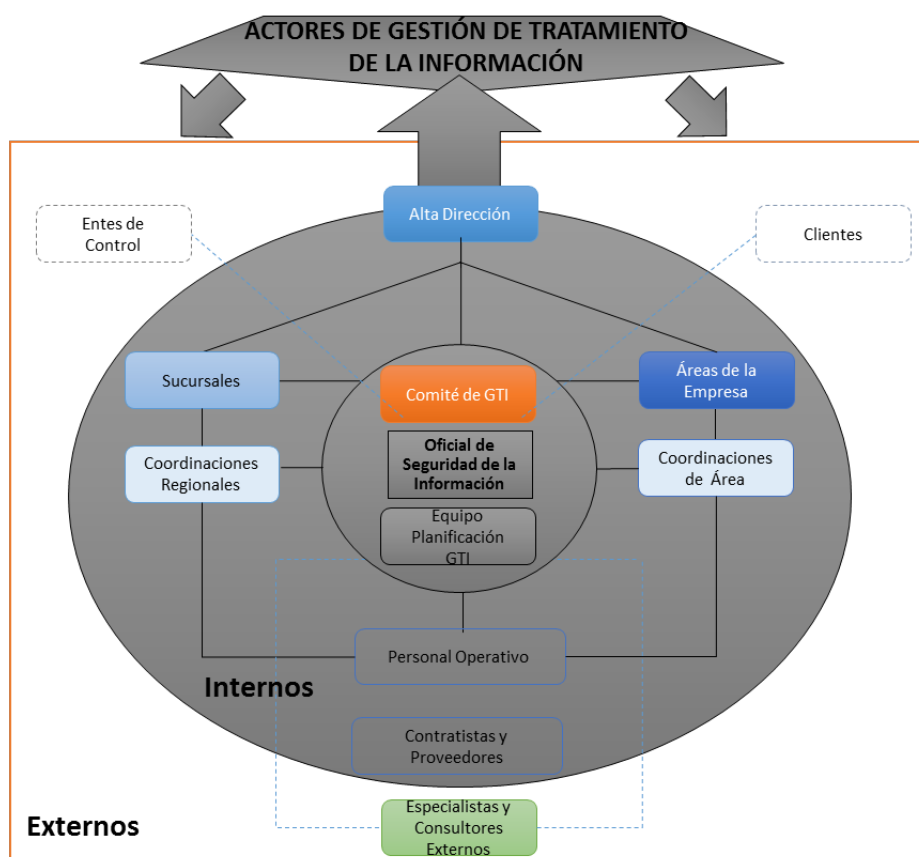 ACTORES DE GESTIÓN DE TRATAMIENTO
DE LA INFORMACIÓN
Alta Dirección
Entes de
Control
Clientes
Sucursales
Comité de GTI
Áreas de la
Empresa
Oficial de
Seguridad de la
Información
Coordinaciones
Regionales
Coordinaciones
de Área
Equipo
Planificación
GTI
Personal Operativo
Internos
Contratistas y
Proveedores
Externos
Especialistas y
Consultores
Externos